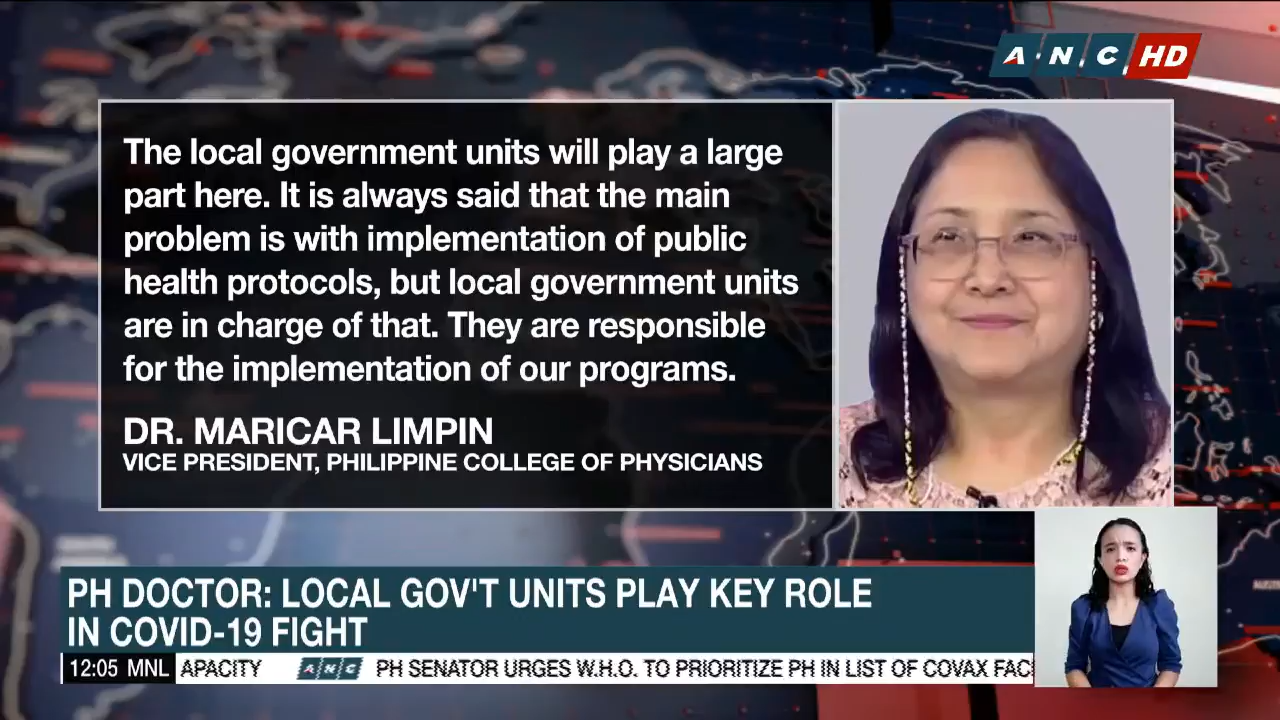 A.N.C HD
The local government units will play a large
part here. It is always said that the main
problem is with implementation of public
health protocols, but local government units
are in charge of that. They are responsible
for the implementation of our programs.
DR. MARICAR LIMPIN
VICE PRESIDENT, PHILIPPINE COLLEGE OF PHYSICIANS
PH DOCTOR: LOCAL GOV'T UNITS PLAY KEY ROLE
IN COVID-19 FIGHT
12:05 MNL APACITY ANC PH SENATOR URGES W.H.O. TO PRIORITIZE PH IN LIST OF COVAX FAC